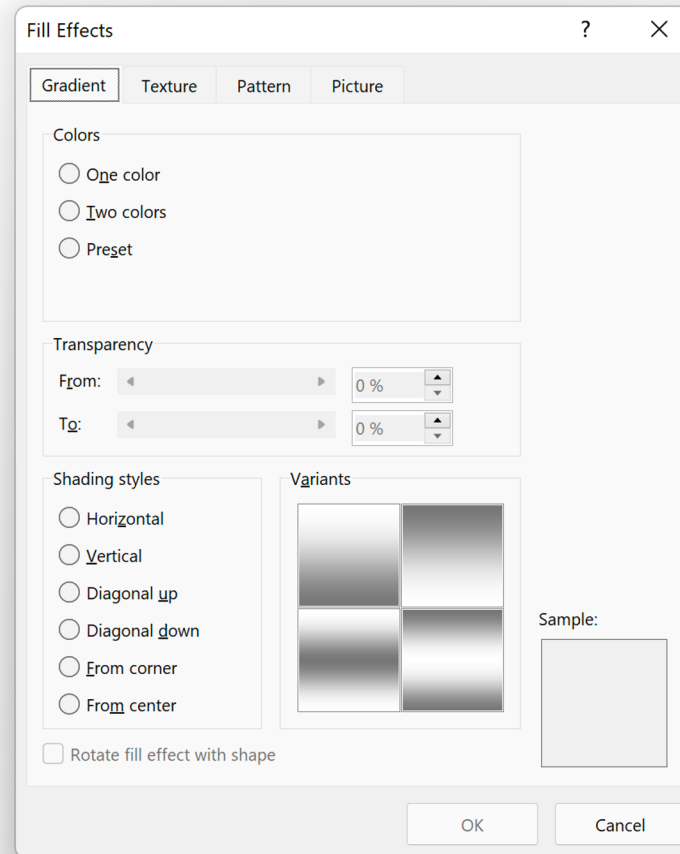 Fill Effects ?
Gradient Texture Pattern Picture
Colors
One color
Two colors
Preset
Transparency
From: 0 %
To: 0 %
Shading styles
Horizontal
Vertical
Diagonal up
Diagonal down
From corner
From center
Variants
Sample:
Rotate fill effect with shape
OK Cancel